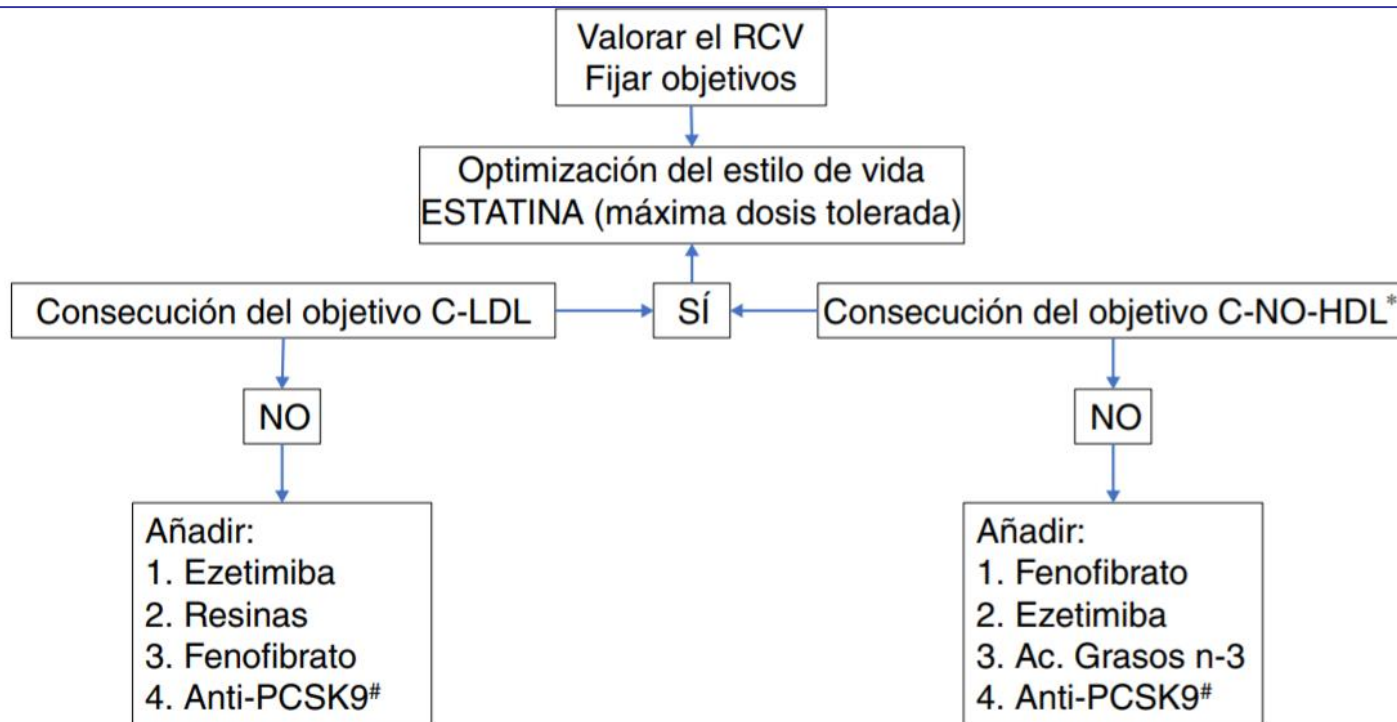 Valorar el RCV
Fijar objetivos
Optimización del estilo de vida
ESTATINA (máxima dosis tolerada)
Consecución del objetivo C-LDL
SÍ
Consecución del objetivo C-NO-HDL*
NO
NO
Añadir:
1. Ezetimiba
2. Resinas
3. Fenofibrato
4. Anti-PCSK9#
Añadir:
1. Fenofibrato
2. Ezetimiba
3. Ac. Grasos n-3
4. Anti-PCSK9#